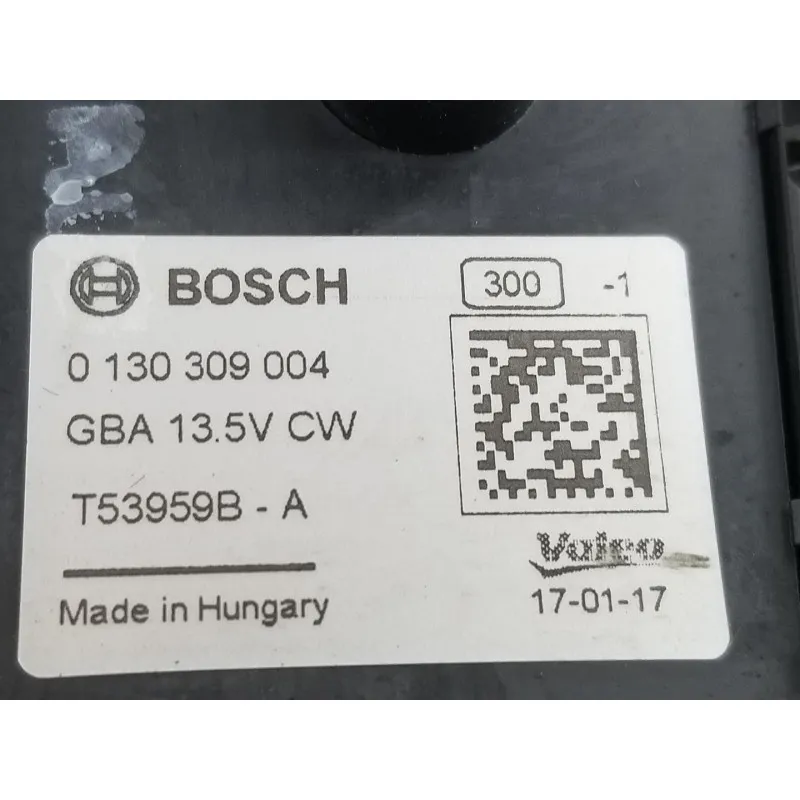 BOSCH
300 -1
0 130 309 004
GBA 13.5V CW
T53959B - A
Valeo
Made in Hungary
17-01-17